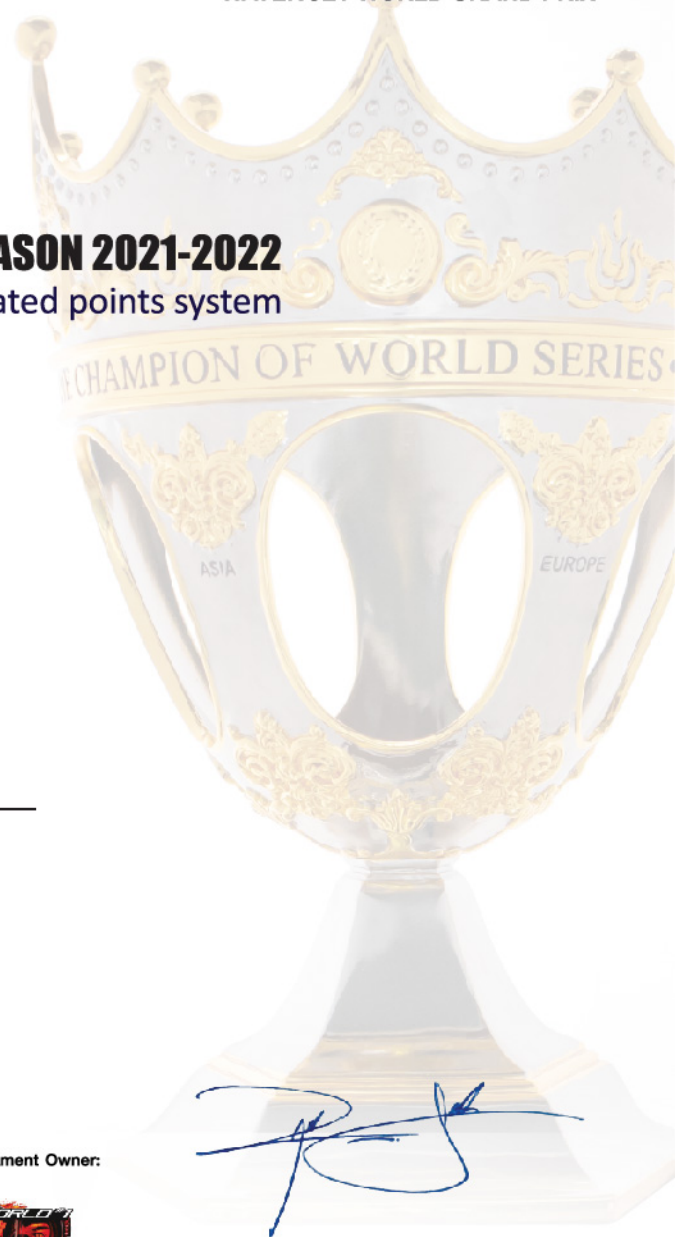 ASON 2021-2022
ated points system
CHAMPION OF WORLD SERIES
ASIA
EUROPE
ment Owner: